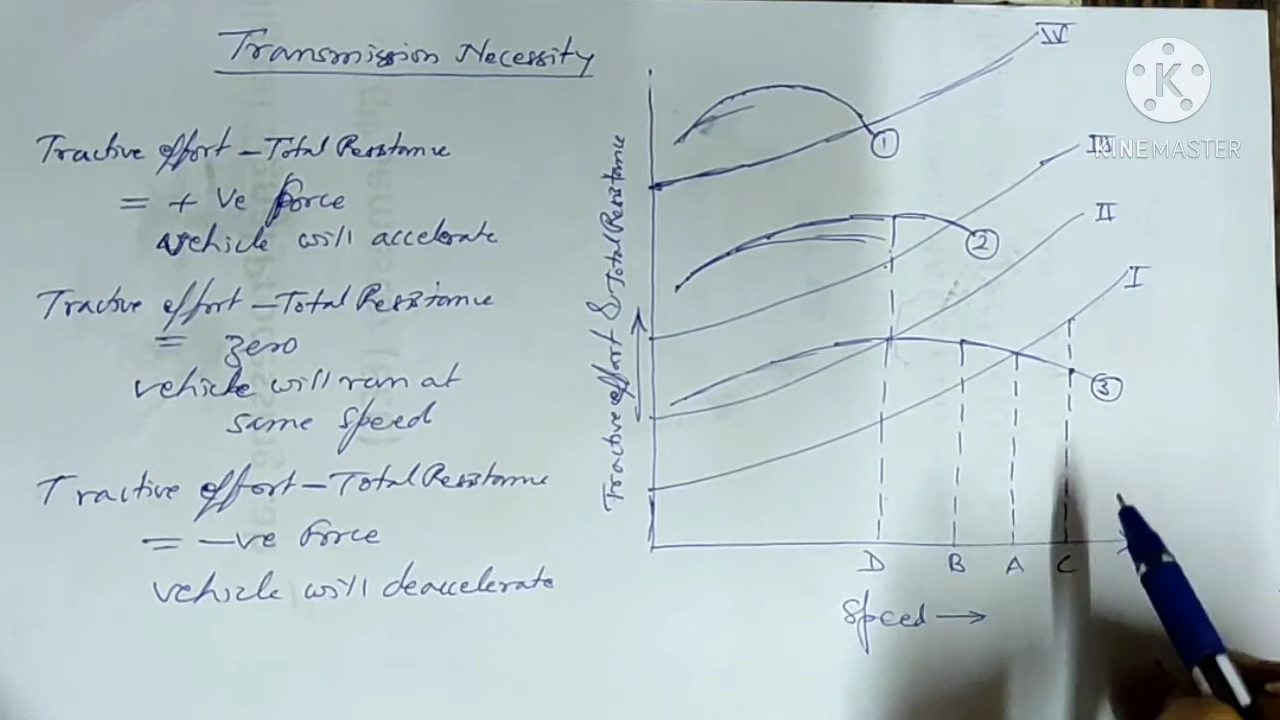 Transmission Necessity
Tractive effort - Total Resistance
= + ve force
vehicle will accelerate
Tractive effort - Total Resistance
= zero
vehicle will run at
same speed
Tractive effort - Total Resistance
= -ve force
vehicle will deaccelerate
Tractive effort & Total Resistance
IV
III
II
I
1
2
3
D B A C
Speed →
K
KINEMASTER